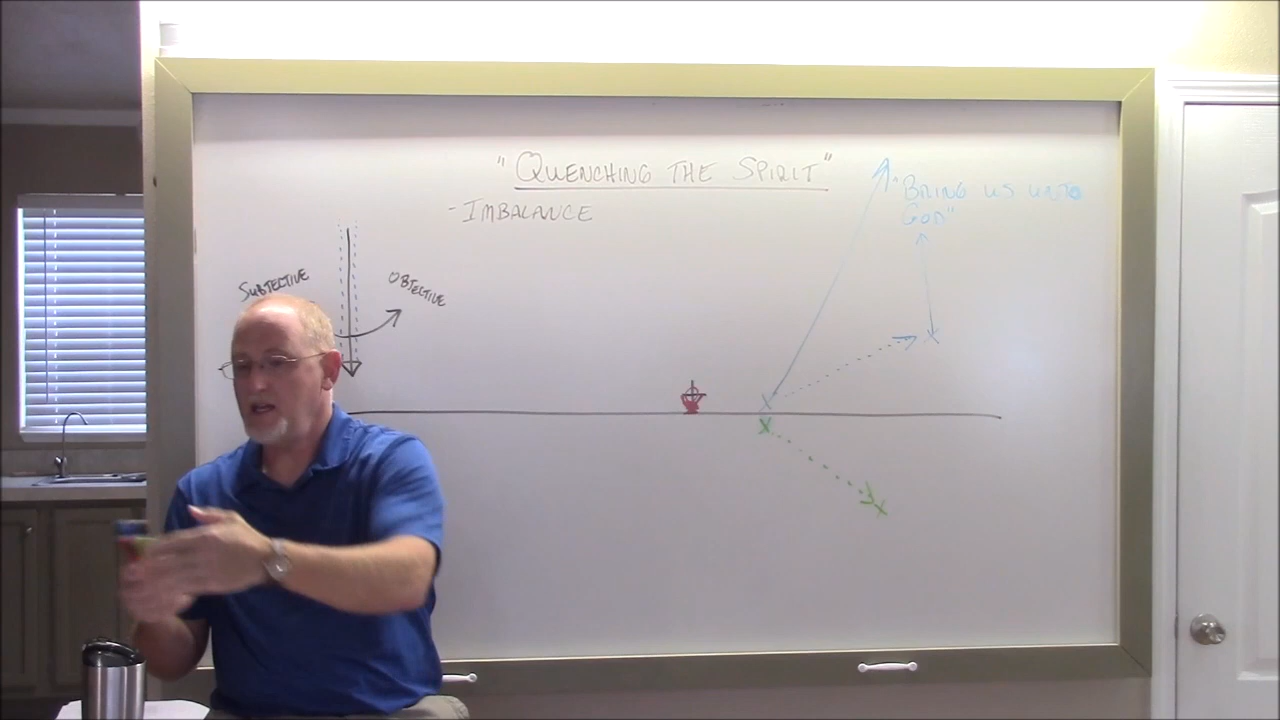 "QUENCHING THE SPIRIT"
-IMBALANCE
"BRING US UNTO
GOD"
SUBJECTIVE
OBJECTIVE